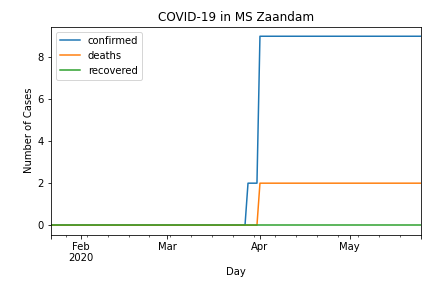 COVID-19 in MS Zaandam
confirmed
deaths
recovered
Number of Cases
8
6
4
2
0
Feb
2020
Mar
Apr
May
Day